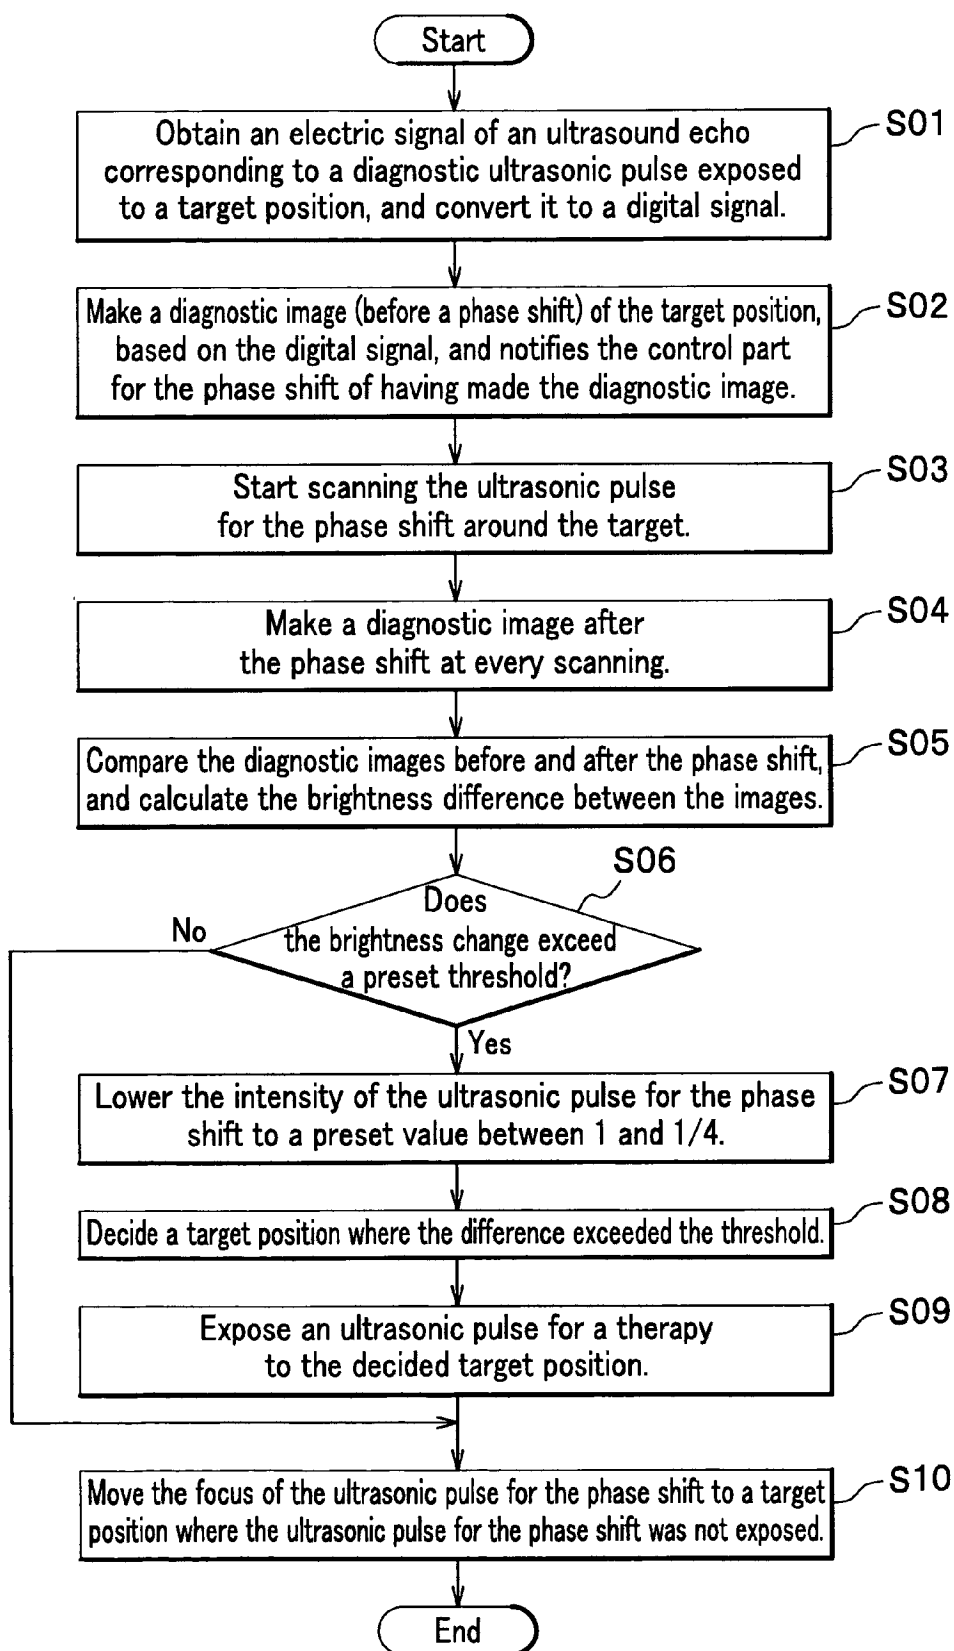 Start
S01
Obtain an electric signal of an ultrasound echo
corresponding to a diagnostic ultrasonic pulse exposed
to a target position, and convert it to a digital signal.
S02
Make a diagnostic image (before a phase shift) of the target position,
based on the digital signal, and notifies the control part
for the phase shift of having made the diagnostic image.
S03
Start scanning the ultrasonic pulse
for the phase shift around the target.
S04
Make a diagnostic image after
the phase shift at every scanning.
S05
Compare the diagnostic images before and after the phase shift,
and calculate the brightness difference between the images.
S06
Does
the brightness change exceed
a preset threshold?
No
Yes
S07
Lower the intensity of the ultrasonic pulse for the phase
shift to a preset value between 1 and 1/4.
S08
Decide a target position where the difference exceeded the threshold.
S09
Expose an ultrasonic pulse for a therapy
to the decided target position.
S10
Move the focus of the ultrasonic pulse for the phase shift to a target
position where the ultrasonic pulse for the phase shift was not exposed.
End